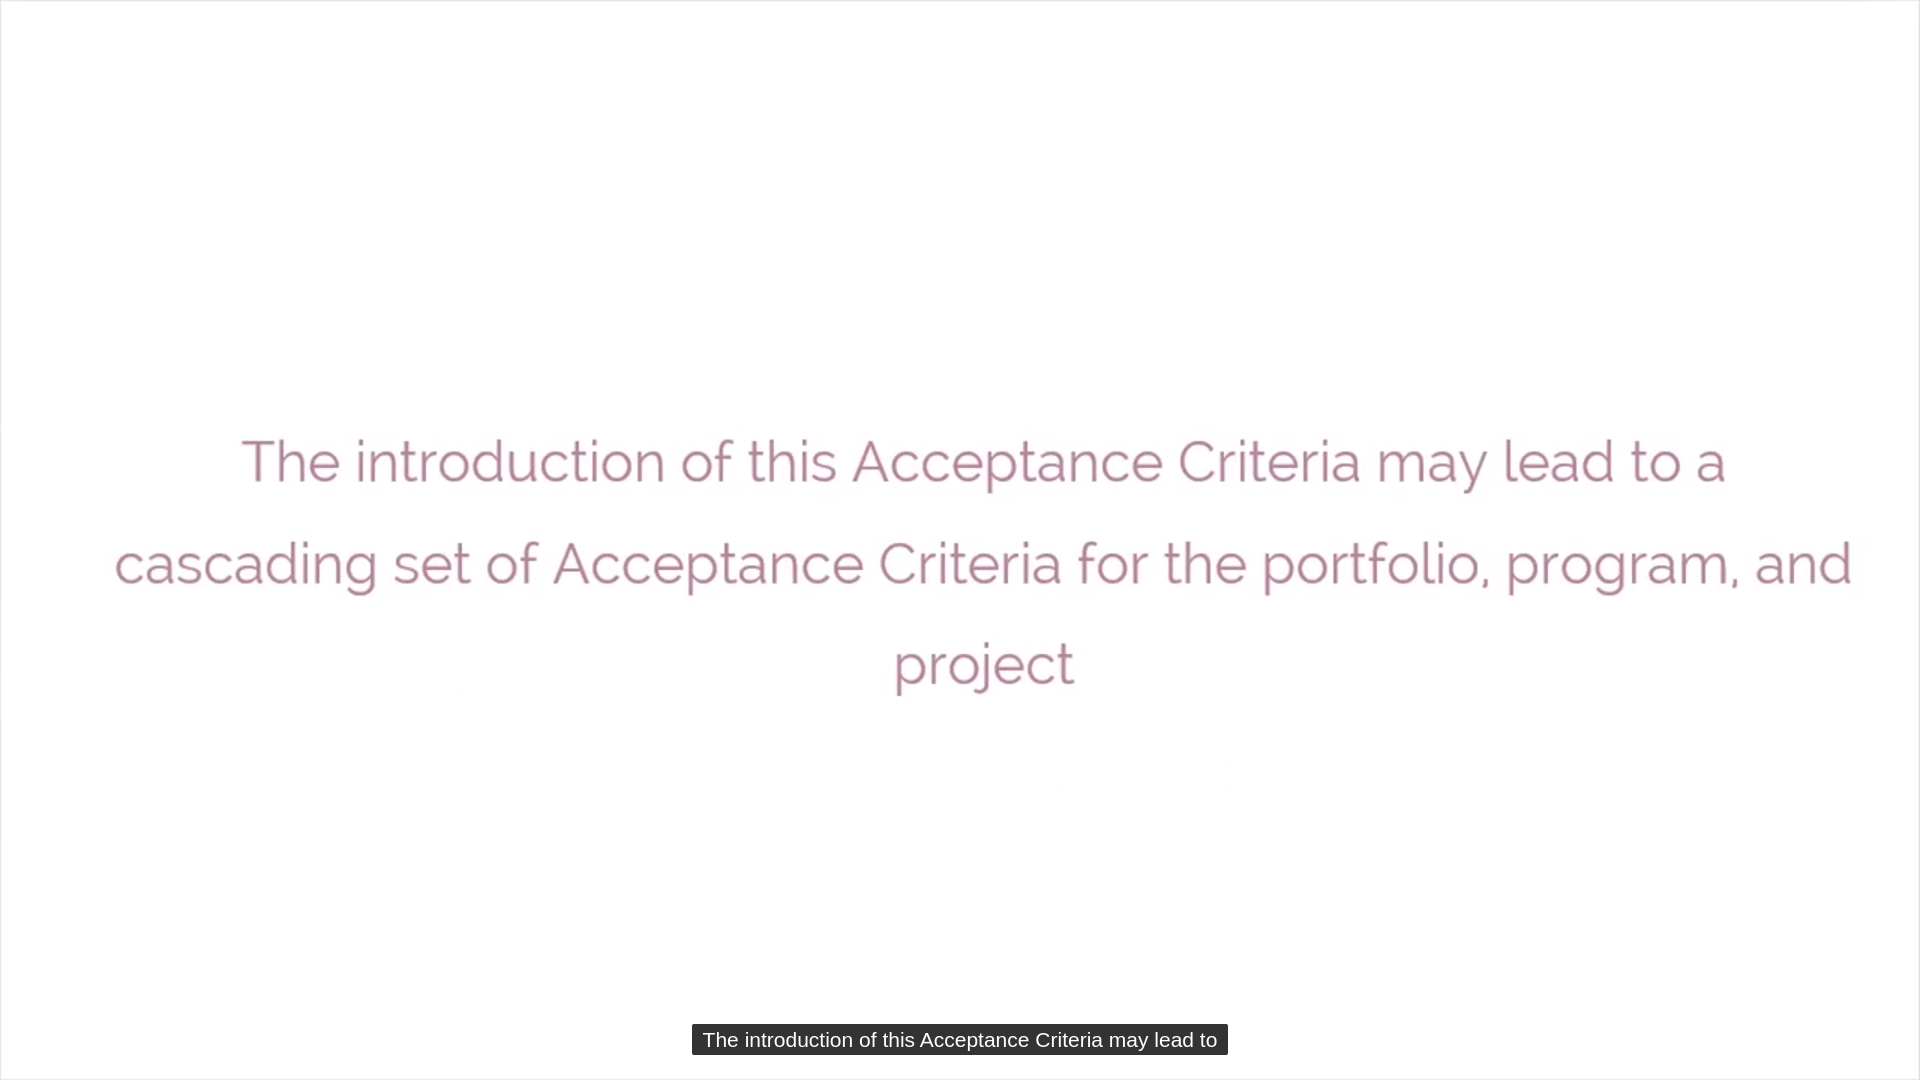 The introduction of this Acceptance Criteria may lead to a
cascading set of Acceptance Criteria for the portfolio, program, and
project
The introduction of this Acceptance Criteria may lead to